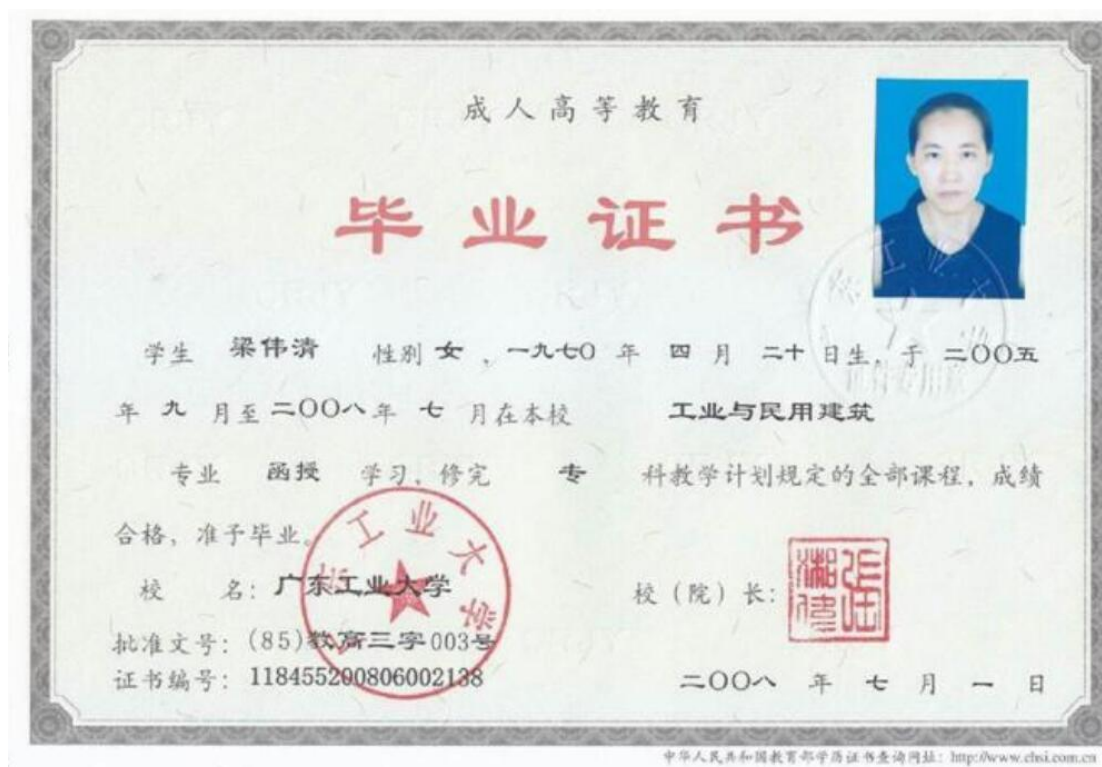 成人高等教育
毕业证书
学生 梁伟清 性别 女 , 一九七〇 年 四 月 二十 日生, 于 二〇〇五
年 九 月至 二〇〇八 年 七 月在本校 工业与民用建筑
专业 函授 学习, 修完 专 科教学计划规定的全部课程, 成绩
合格, 准予毕业。
校 名: 广东工业大学
校(院)长:
批准文号: (85)教高三字003号
证书编号: 118455200806002138
二〇〇八 年 七 月 一 日
中华人民共和国教育部学历证书查询网址: http://www.chsi.com.cn